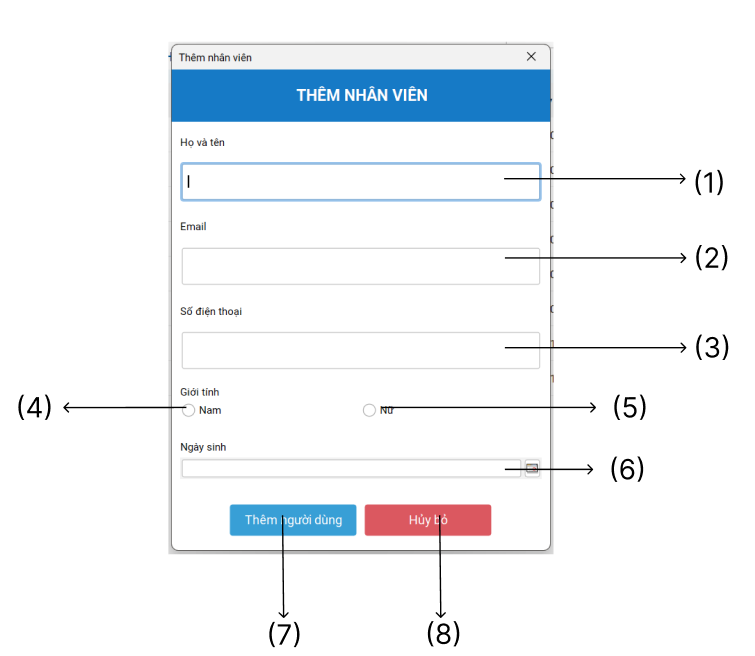 Thêm nhân viên
THÊM NHÂN VIÊN
Họ và tên
(1)
Email
(2)
Số điện thoại
(3)
Giới tính
(4) Nam Nữ (5)
Ngày sinh
(6)
Thêm người dùng Hủy bỏ
(7) (8)